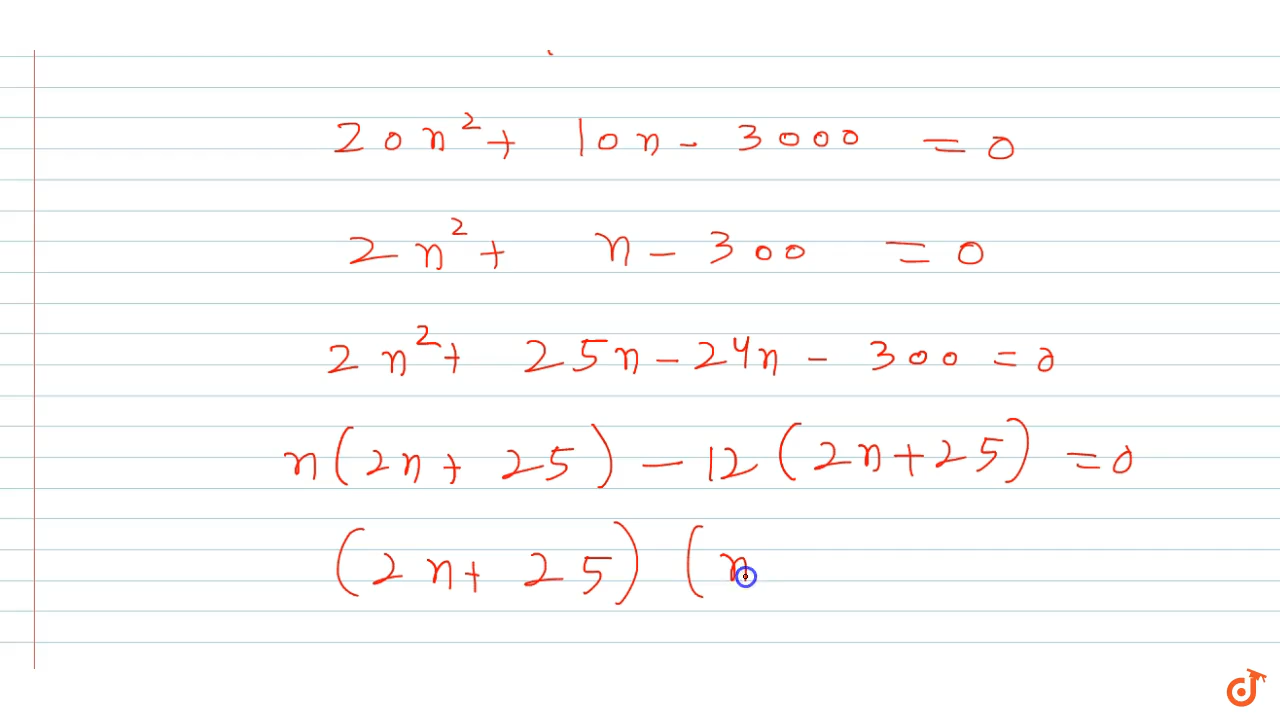 20n² + 10n - 3000 = 0
2n² + n - 300 = 0
2n² + 25n - 24n - 300 = 0
n(2n + 25) - 12(2n + 25) = 0
(2n + 25) (n